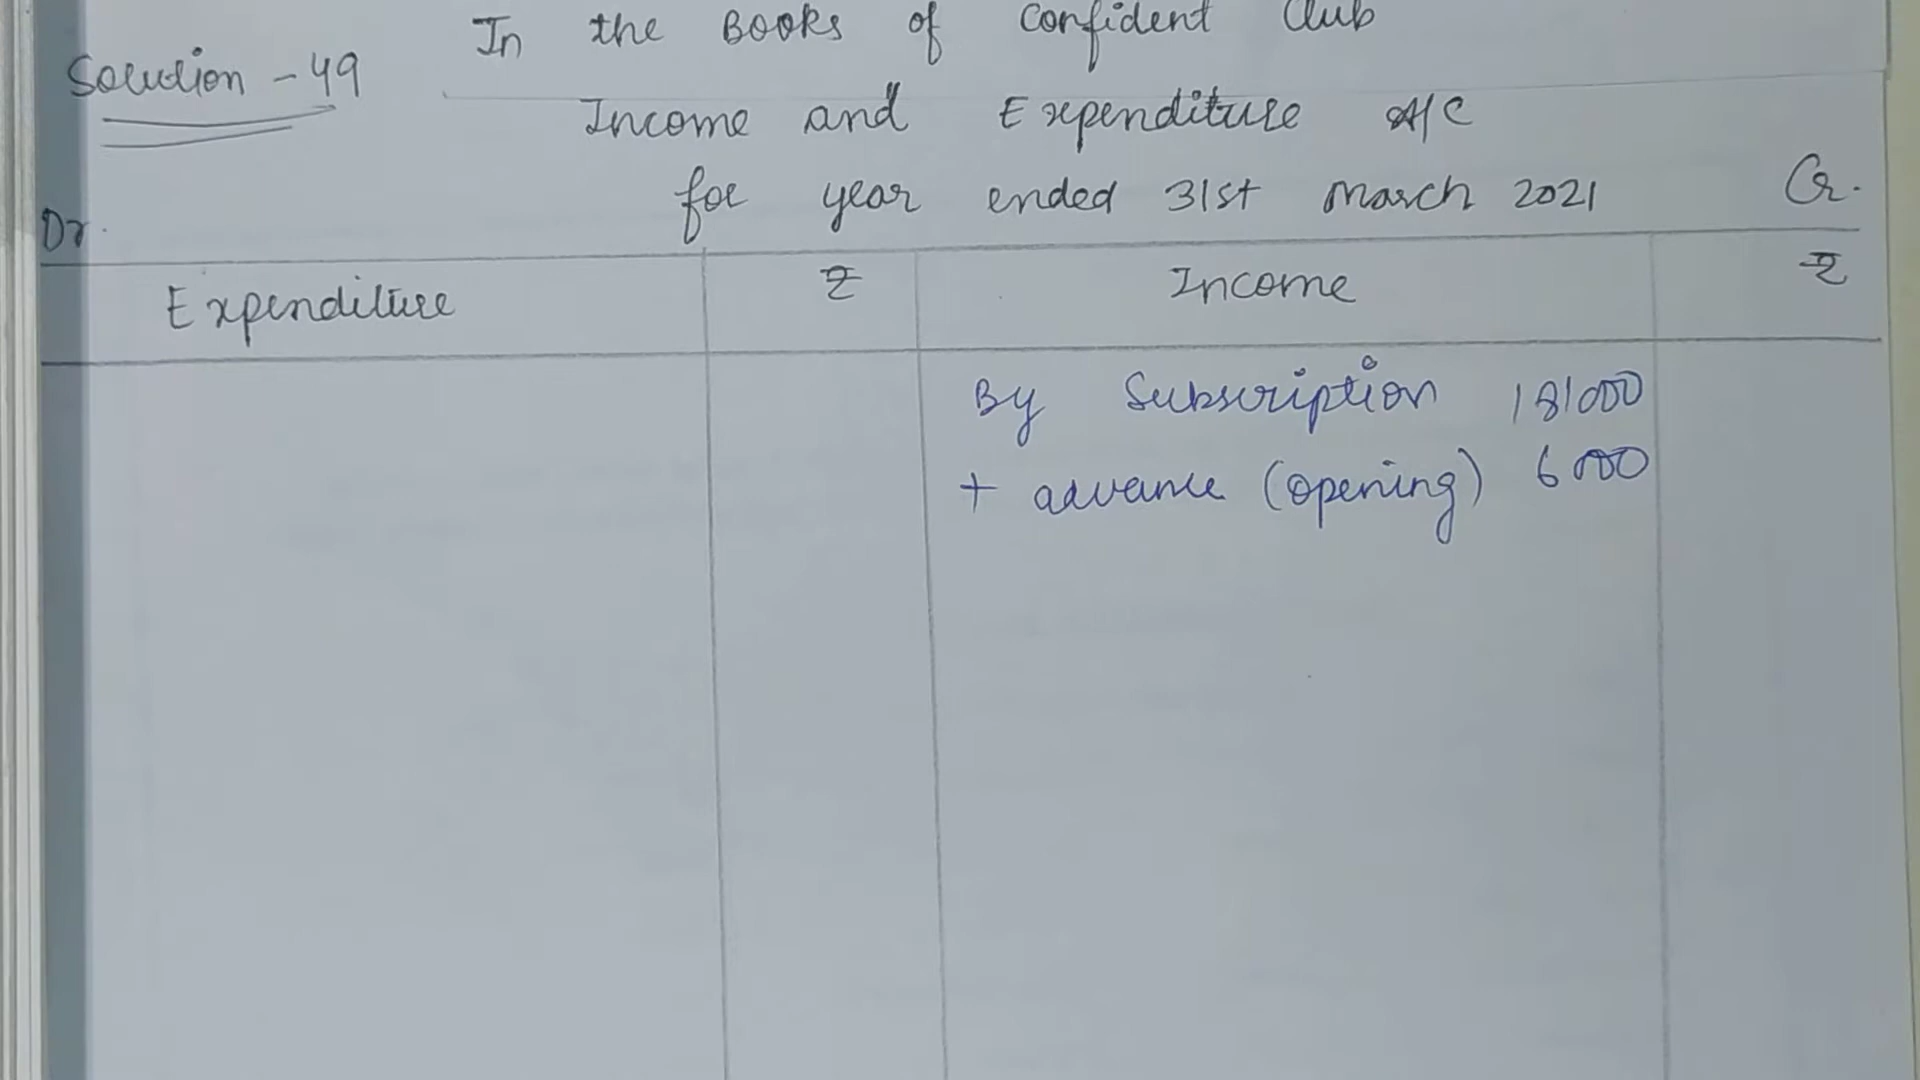 In the Books of Confident Club
Solution - 49
Income and Expenditure A/C
for year ended 31st March 2021
Dr. Cr.
Expenditure ₹ Income ₹
By Subscription 181000
+ advance (opening) 6000